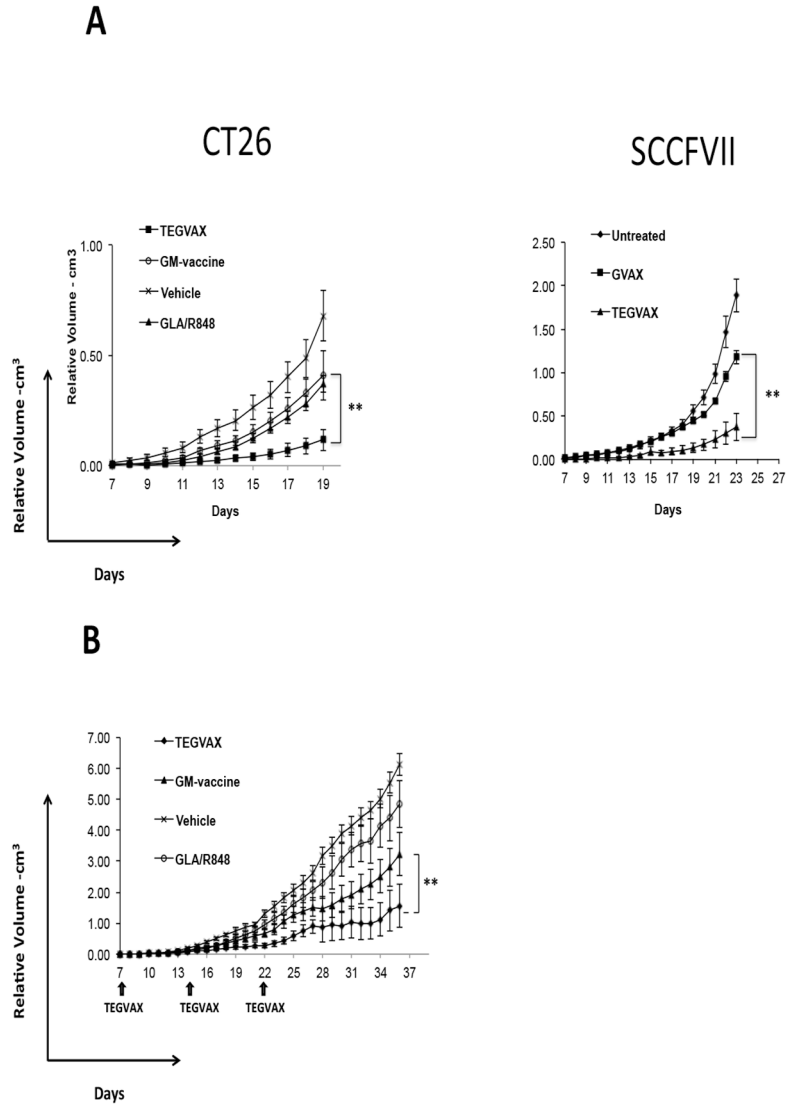 A
CT26
SCCFVII
TEGVAX
GM-vaccine
Vehicle
GLA/R848
Relative Volume - cm3
1.00
0.50
0.00
7 9 11 13 15 17 19
Days
**
Relative Volume -cm³
Days
Untreated
GVAX
TEGVAX
2.50
2.00
1.50
1.00
0.50
0.00
7 9 11 13 15 17 19 21 23 25 27
Days
**
B
TEGVAX
GM-vaccine
Vehicle
GLA/R848
7.00
6.00
5.00
4.00
3.00
2.00
1.00
0.00
7 10 13 16 19 22 25 28 31 34 37
**
TEGVAX TEGVAX TEGVAX
Relative Volume -cm³
Days